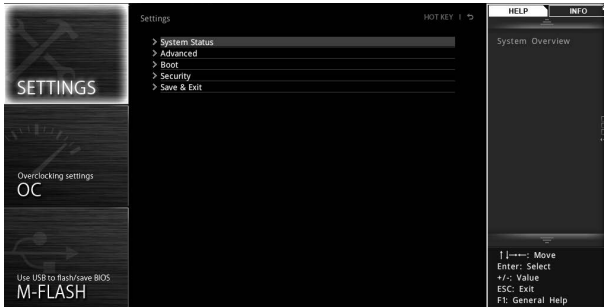 SETTINGS
Overclocking settings
OC
Use USB to flash/save BIOS
M-FLASH
Settings
HOT KEY |
> System Status
> Advanced
> Boot
> Security
> Save & Exit
HELP
INFO
System Overview
↑↓→←: Move
Enter: Select
+/-: Value
ESC: Exit
F1: General Help